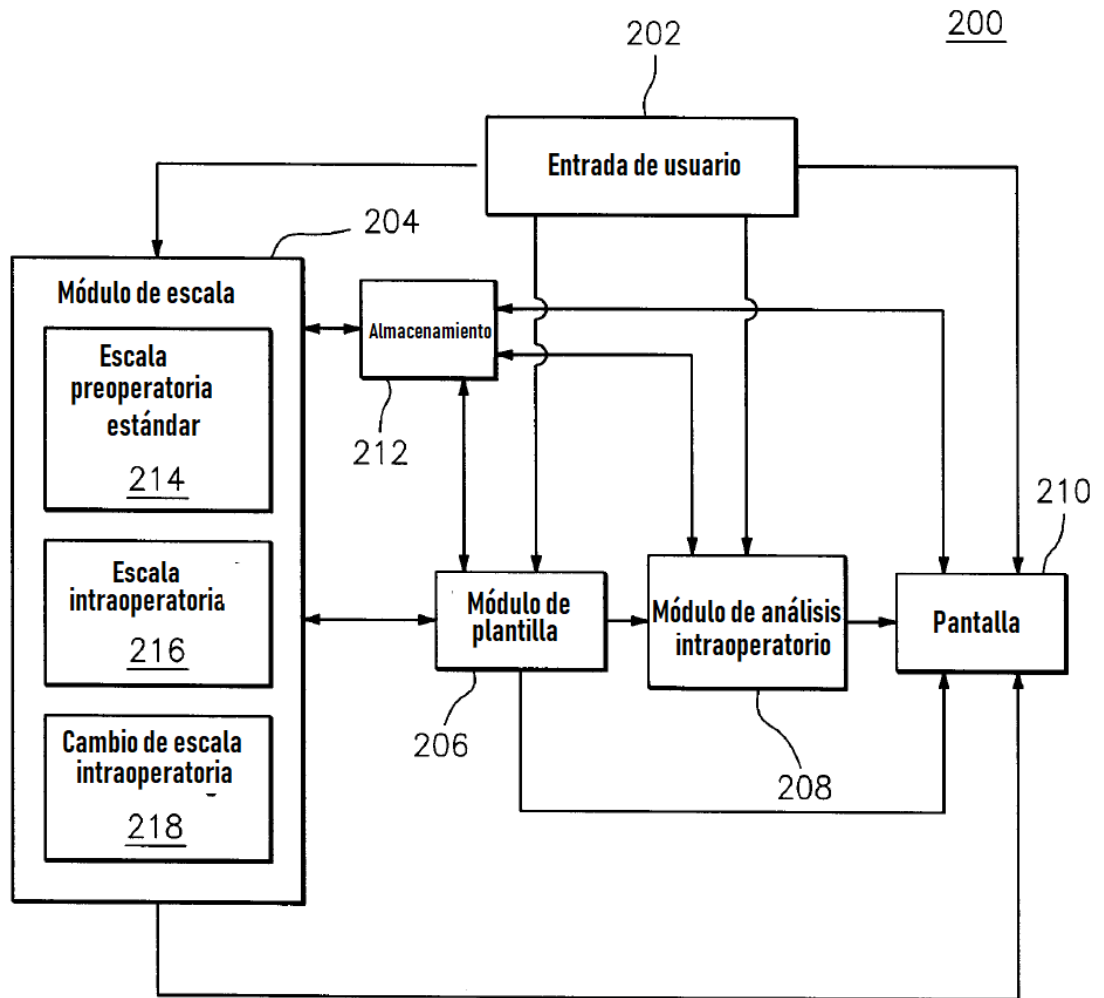 200
202
Entrada de usuario
204
Módulo de escala
Almacenamiento
212
Escala
preoperatoria
estándar
214
210
Escala
intraoperatoria
216
Módulo de
plantilla
206
Módulo de análisis
intraoperatorio
208
Pantalla
Cambio de escala
intraoperatoria
218